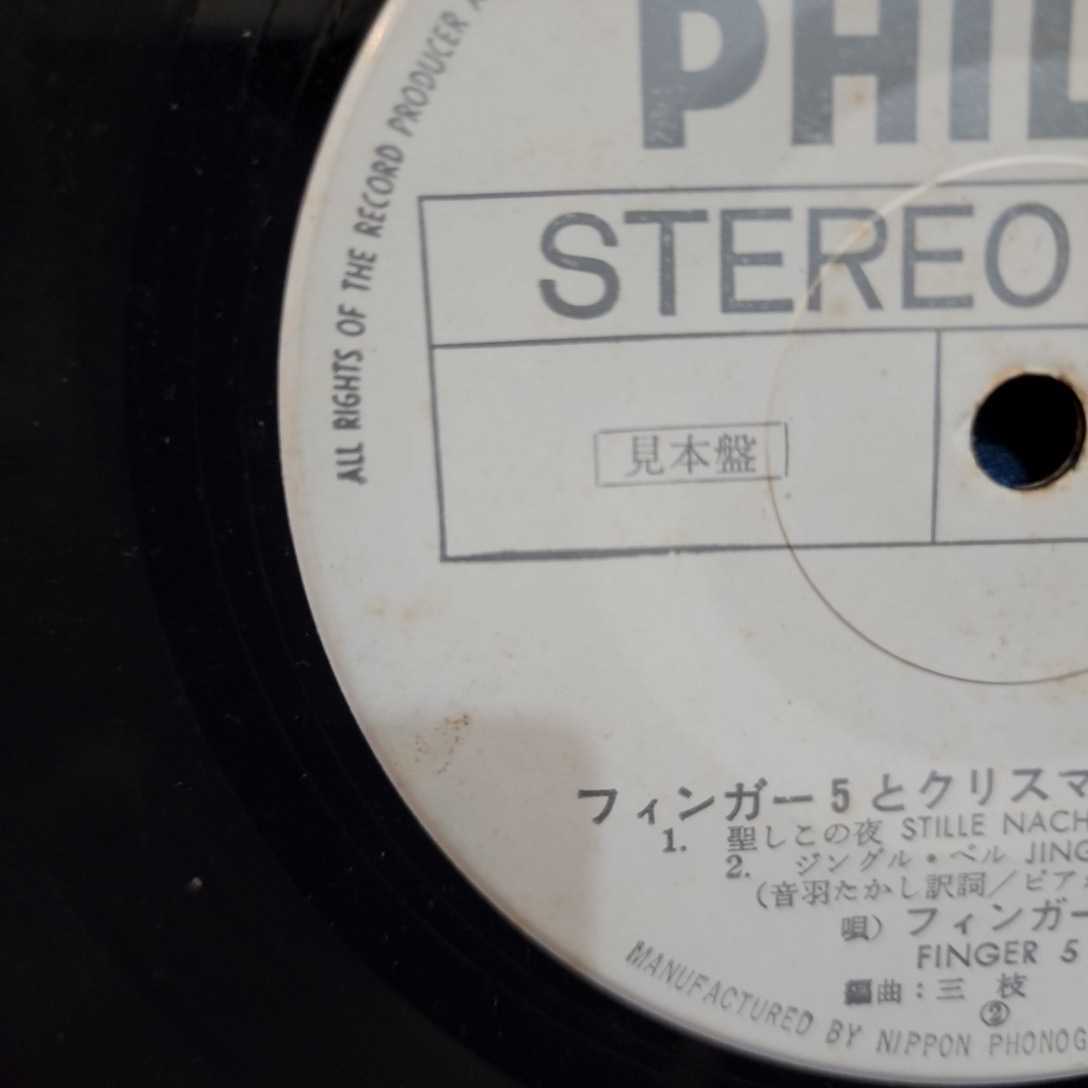 PHIL
ALL RIGHTS OF THE RECORD PRODUCER
STEREO
見本盤
フィンガー5とクリスマ
1. 聖しこの夜 STILLE NACH
2. ジングル・ベル JING
(音羽たかし訳詞/ピア
唄) フィンガー
FINGER 5
編曲:三 枝
②
MANUFACTURED BY NIPPON PHONOG